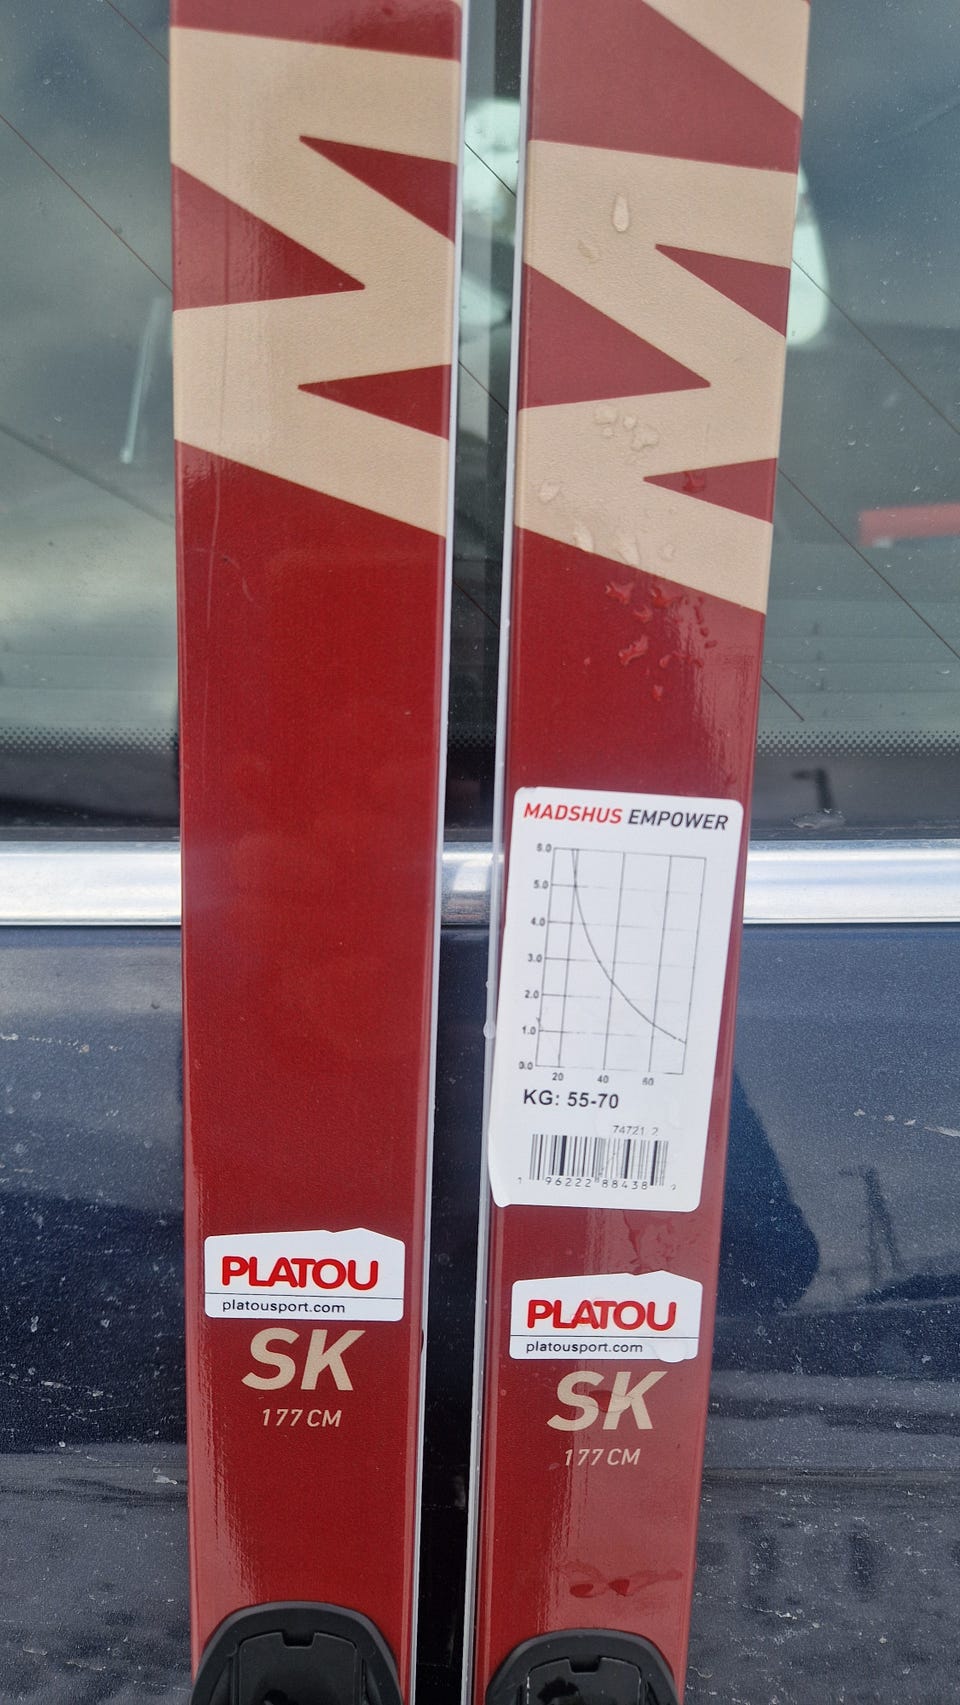 MADSHUS EMPOWER
6.0
5.0
4.0
3.0
2.0
1.0
0.0
20 40 60
KG: 55-70
74721 2
1 96222 88438 9
PLATOU
platousport.com
SK
177 CM
PLATOU
platousport.com
SK
177 CM